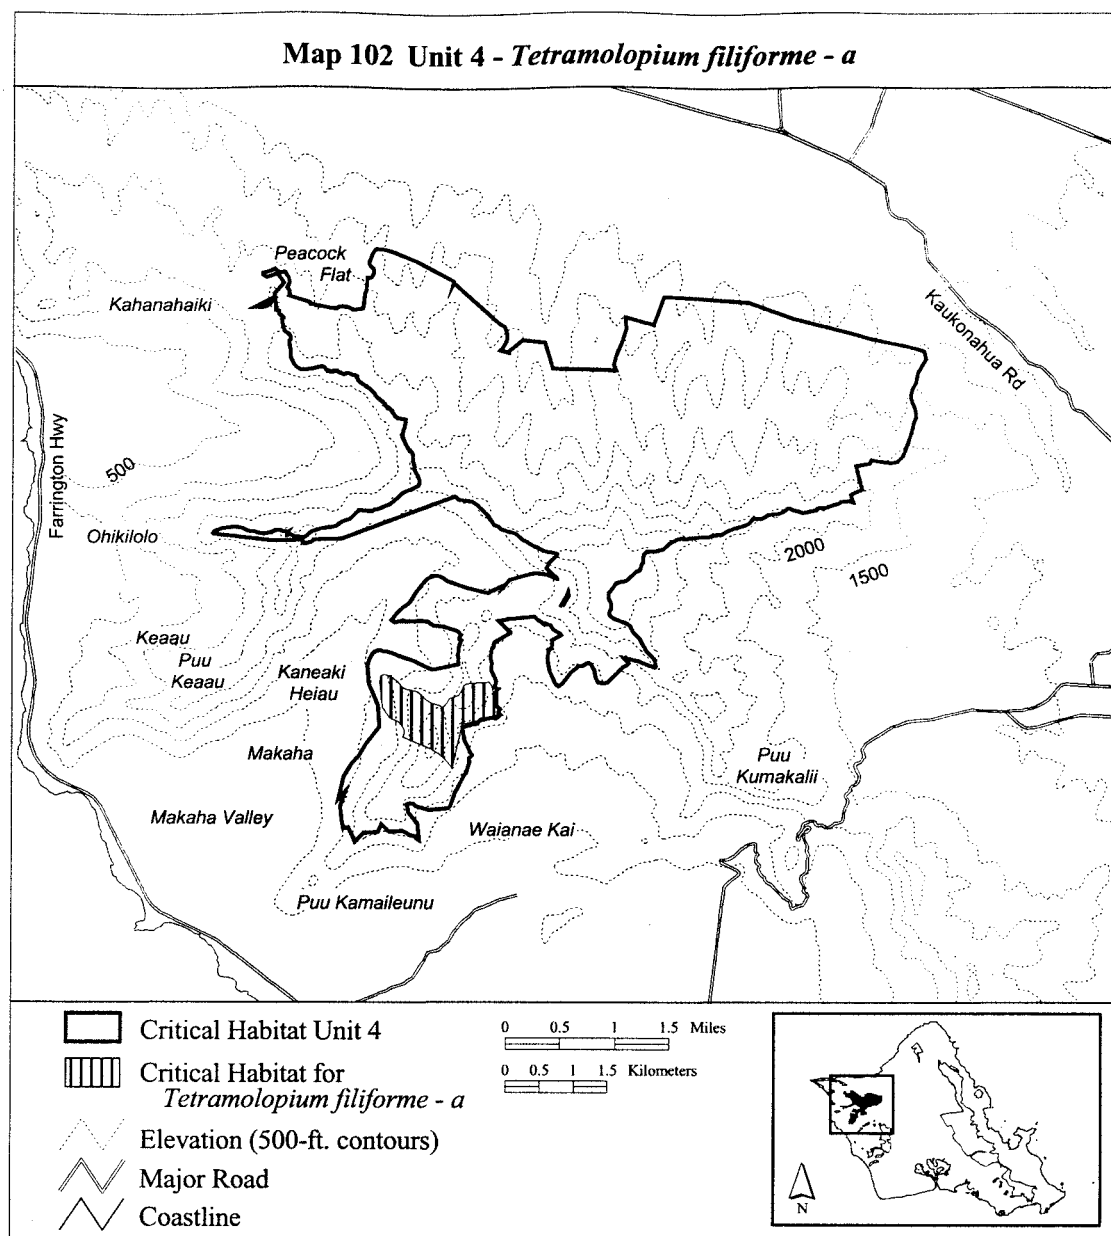 Map 102 Unit 4 - Tetramolopium filiforme - a
Peacock
Flat
Kahanahaiki
Kaukonahua Rd
Farrington Hwy
500
Ohikilolo
2000
1500
Keaau
Puu
Keaau
Kaneaki
Heiau
Makaha
Puu
Kumakalii
Makaha Valley
Waianae Kai
Puu Kamaileunu
Critical Habitat Unit 4
Critical Habitat for
Tetramolopium filiforme - a
Elevation (500-ft. contours)
Major Road
Coastline
0 0.5 1 1.5 Miles
0 0.5 1 1.5 Kilometers
N